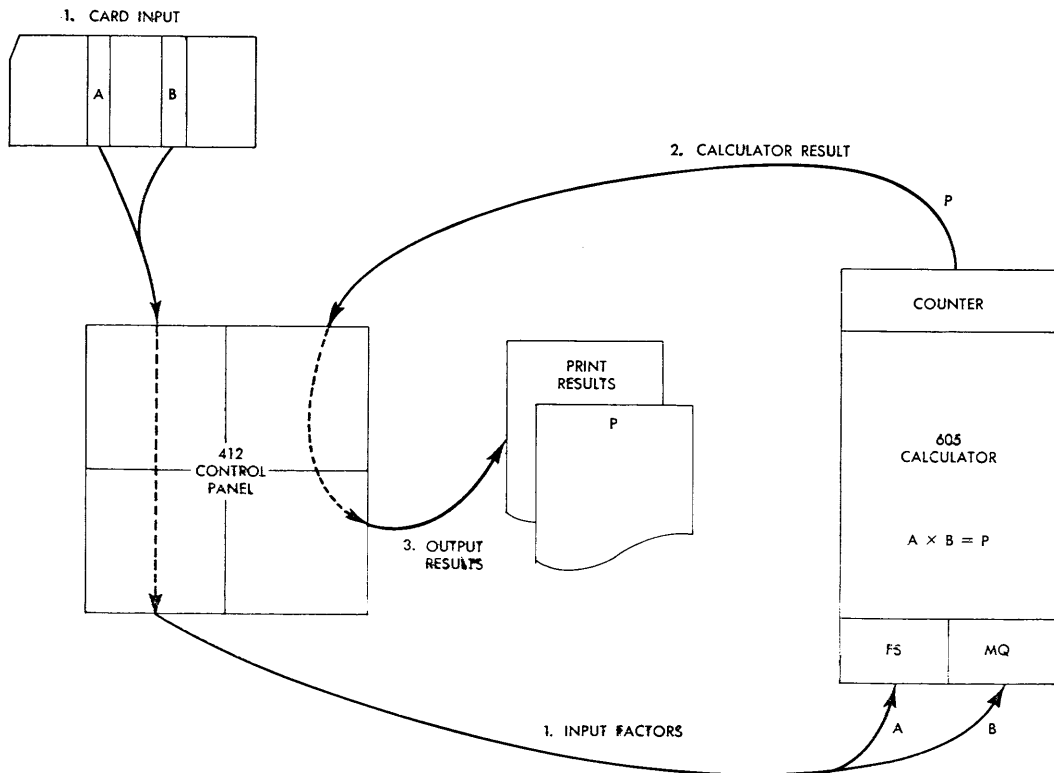 1. CARD INPUT
A
B
2. CALCULATOR RESULT
P
COUNTER
PRINT
RESULTS
P
412
CONTROL
PANEL
605
CALCULATOR
A × B = P
3. OUTPUT
RESULTS
FS
MQ
1. INPUT FACTORS
A
B